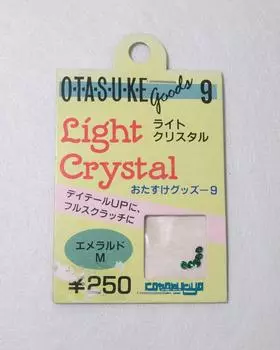 OTASUKE goods 9
Light
ライト
クリスタル
Crystal
おたすけグッズー9
デイテールUPに、
フルスクラッチに
エメラルド
M
¥250